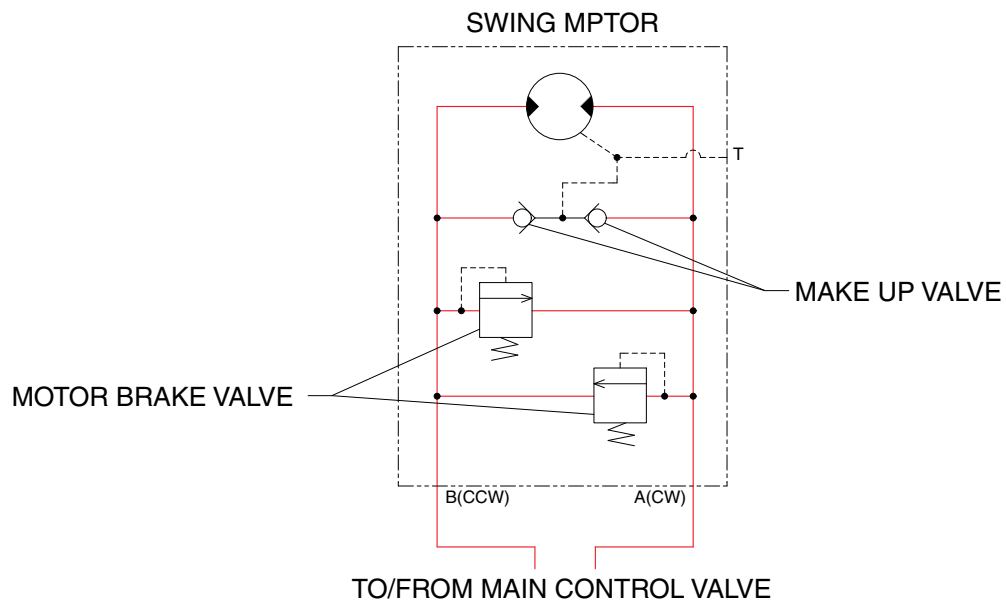 SWING MPTOR
T
MAKE UP VALVE
MOTOR BRAKE VALVE
B(CCW)
A(CW)
TO/FROM MAIN CONTROL VALVE